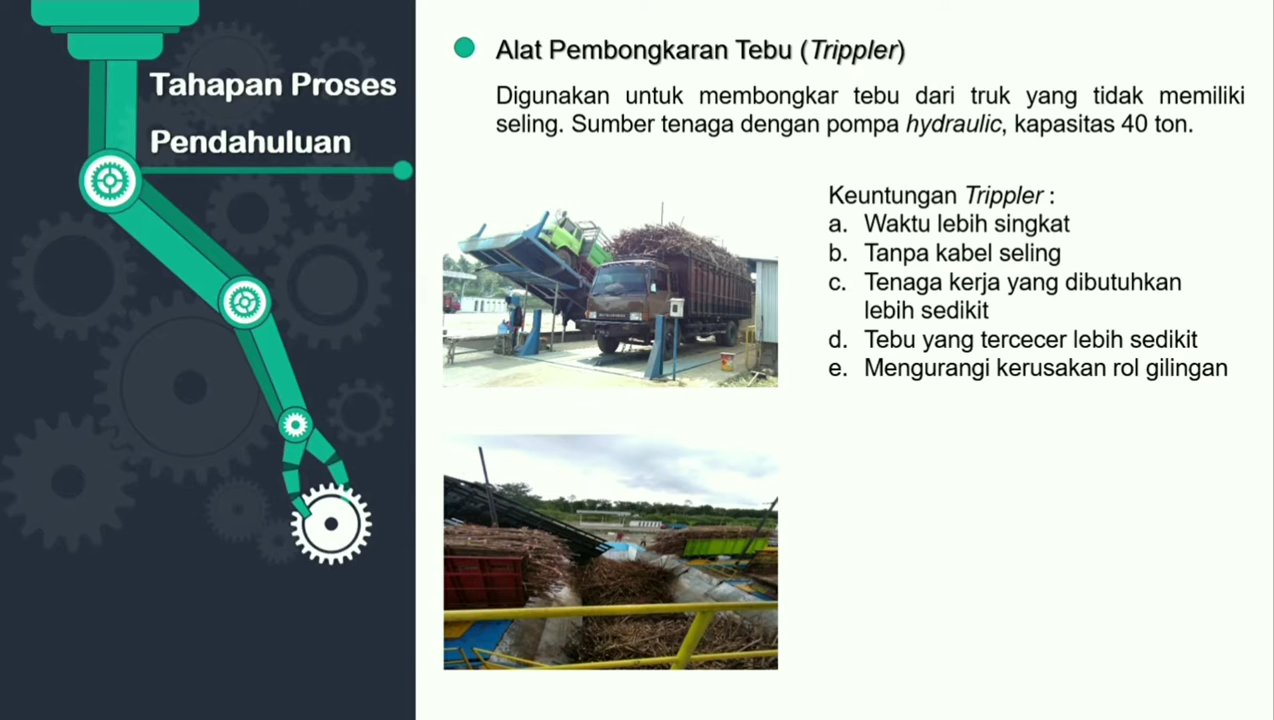 Tahapan Proses
Pendahuluan
Alat Pembongkaran Tebu (Trippler)
Digunakan untuk membongkar tebu dari truk yang tidak memiliki
seling. Sumber tenaga dengan pompa hydraulic, kapasitas 40 ton.
Keuntungan Trippler :
a. Waktu lebih singkat
b. Tanpa kabel seling
c. Tenaga kerja yang dibutuhkan
lebih sedikit
d. Tebu yang tercecer lebih sedikit
e. Mengurangi kerusakan rol gilingan